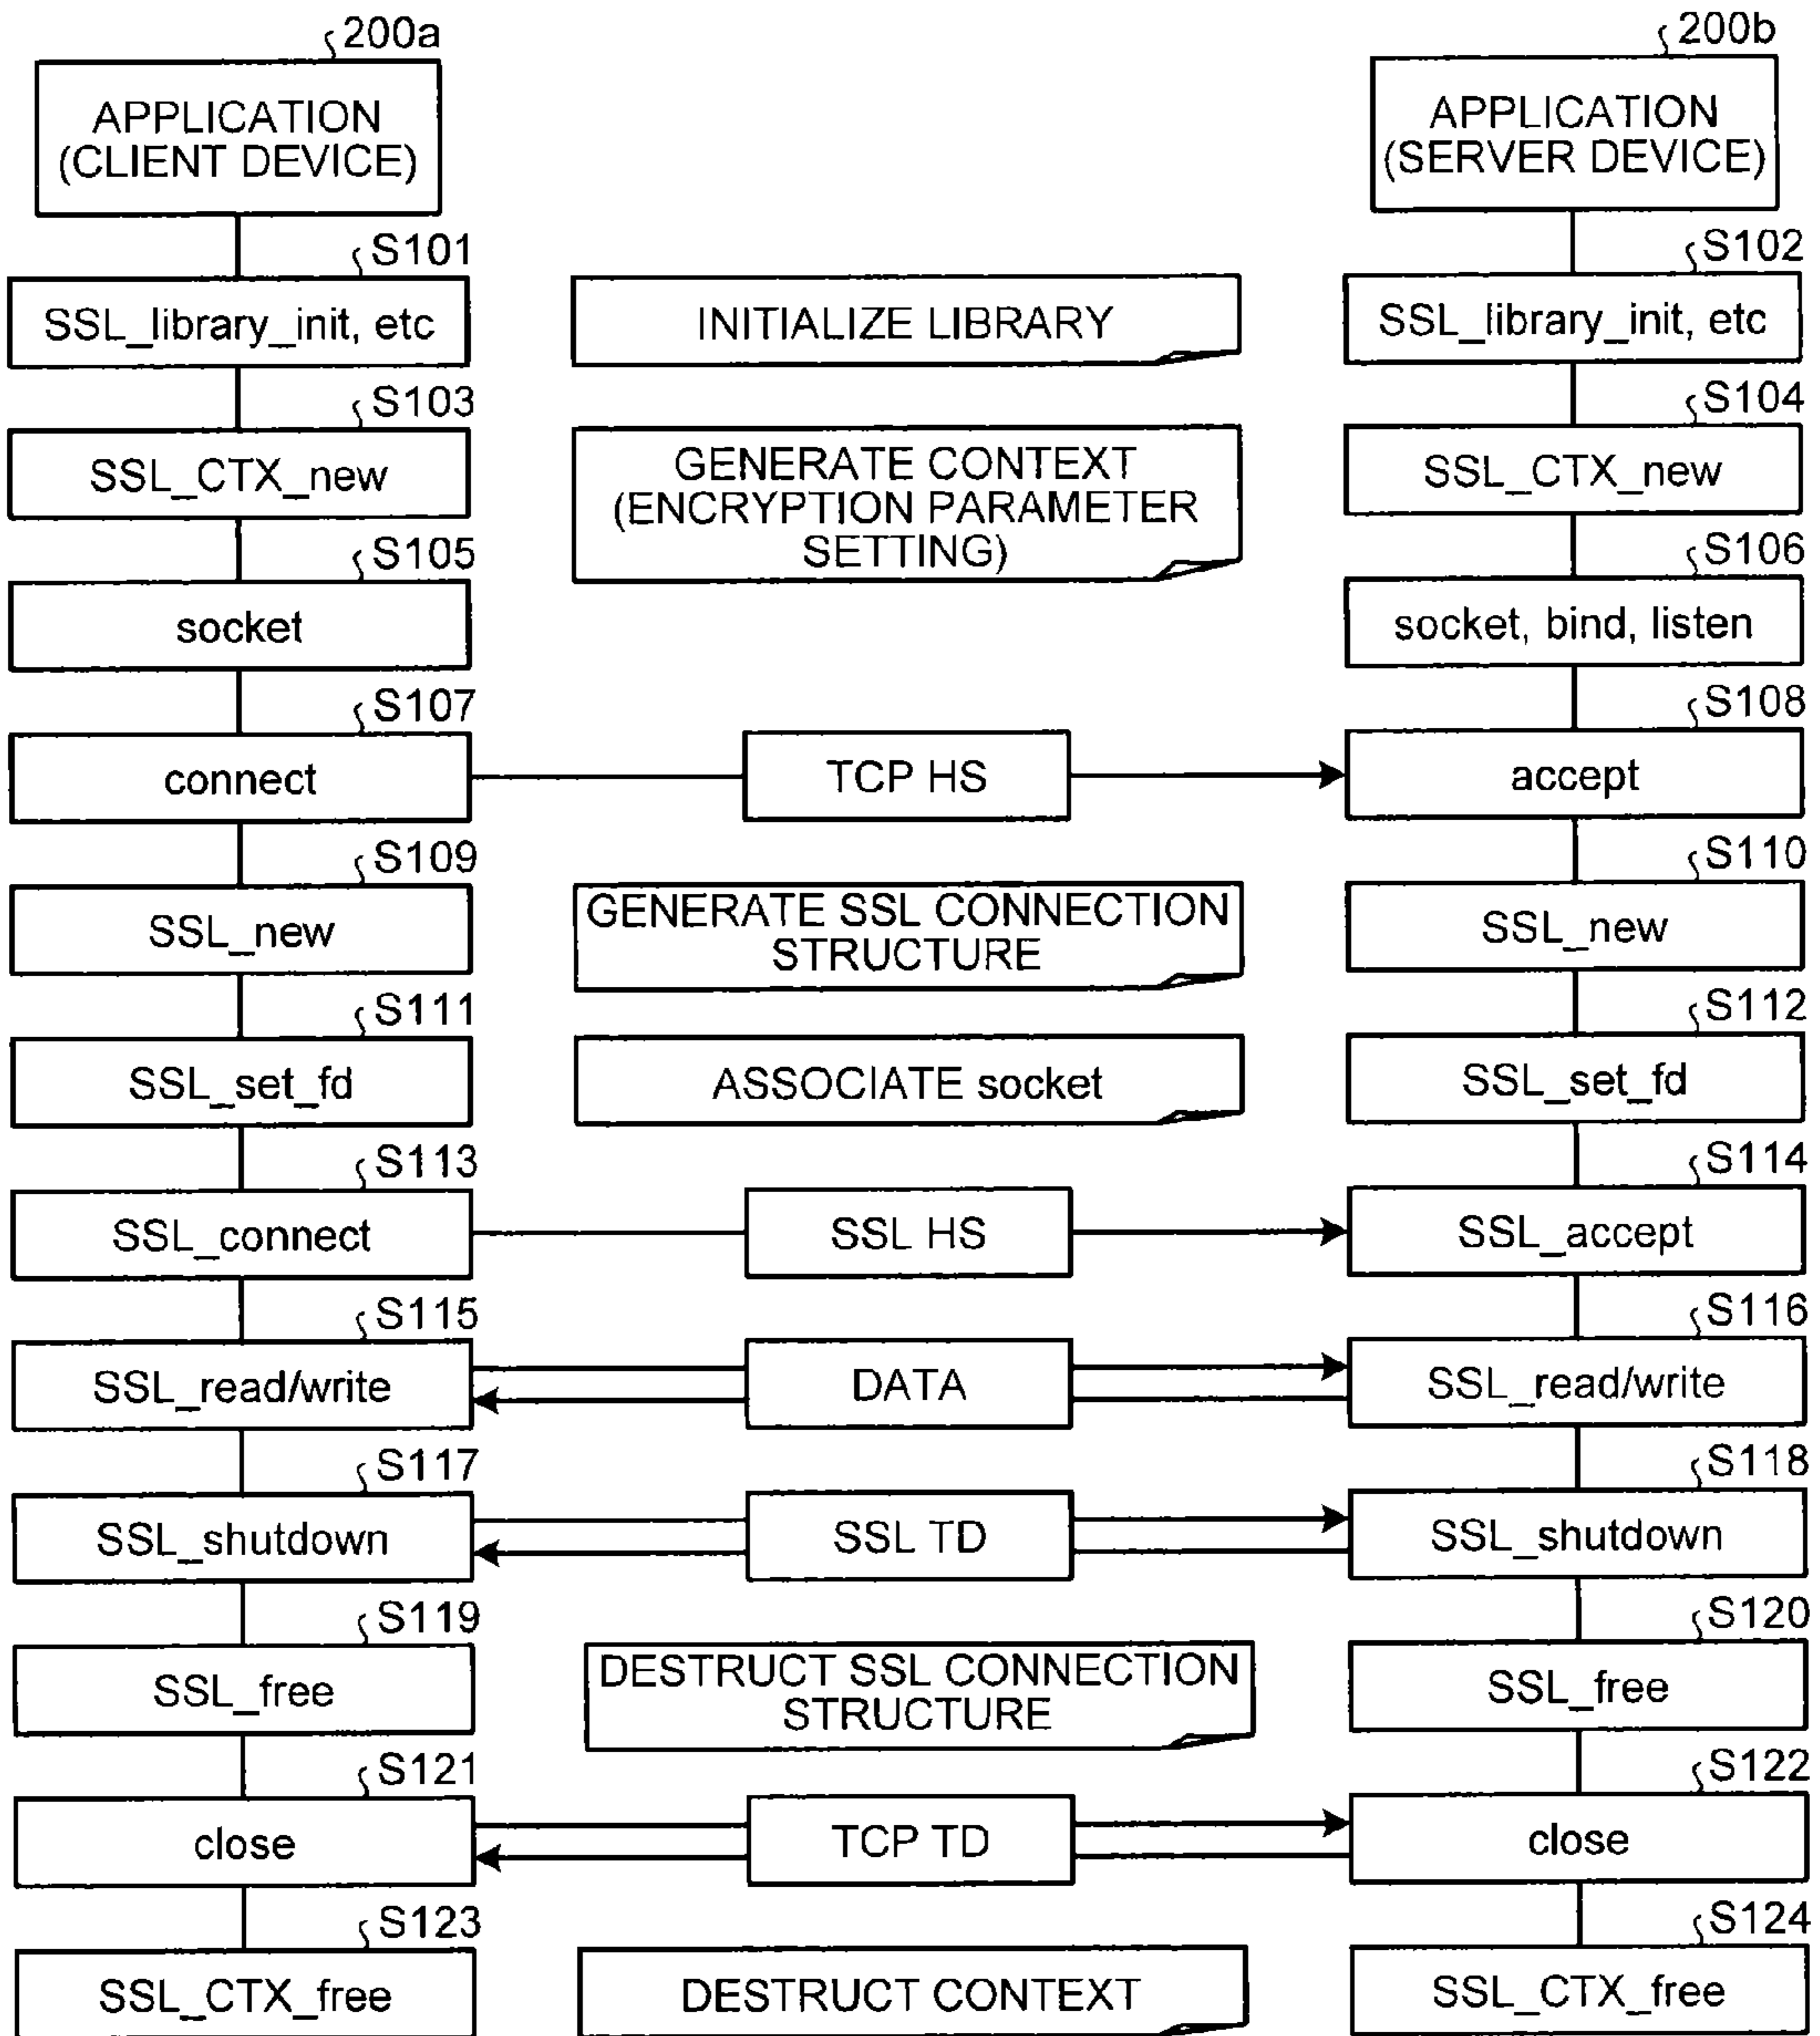 200a
200b
APPLICATION
(CLIENT DEVICE)
APPLICATION
(SERVER DEVICE)
S101
S102
SSL_library_init, etc
INITIALIZE LIBRARY
SSL_library_init, etc
S103
S104
SSL_CTX_new
GENERATE CONTEXT
(ENCRYPTION PARAMETER
SETTING)
SSL_CTX_new
S105
S106
socket
socket, bind, listen
S107
S108
connect
TCP HS
accept
S109
S110
SSL_new
GENERATE SSL CONNECTION
STRUCTURE
SSL_new
S111
S112
SSL_set_fd
ASSOCIATE socket
SSL_set_fd
S113
S114
SSL_connect
SSL HS
SSL_accept
S115
S116
SSL_read/write
DATA
SSL_read/write
S117
S118
SSL_shutdown
SSL TD
SSL_shutdown
S119
S120
SSL_free
DESTRUCT SSL CONNECTION
STRUCTURE
SSL_free
S121
S122
close
TCP TD
close
S123
S124
SSL_CTX_free
DESTRUCT CONTEXT
SSL_CTX_free